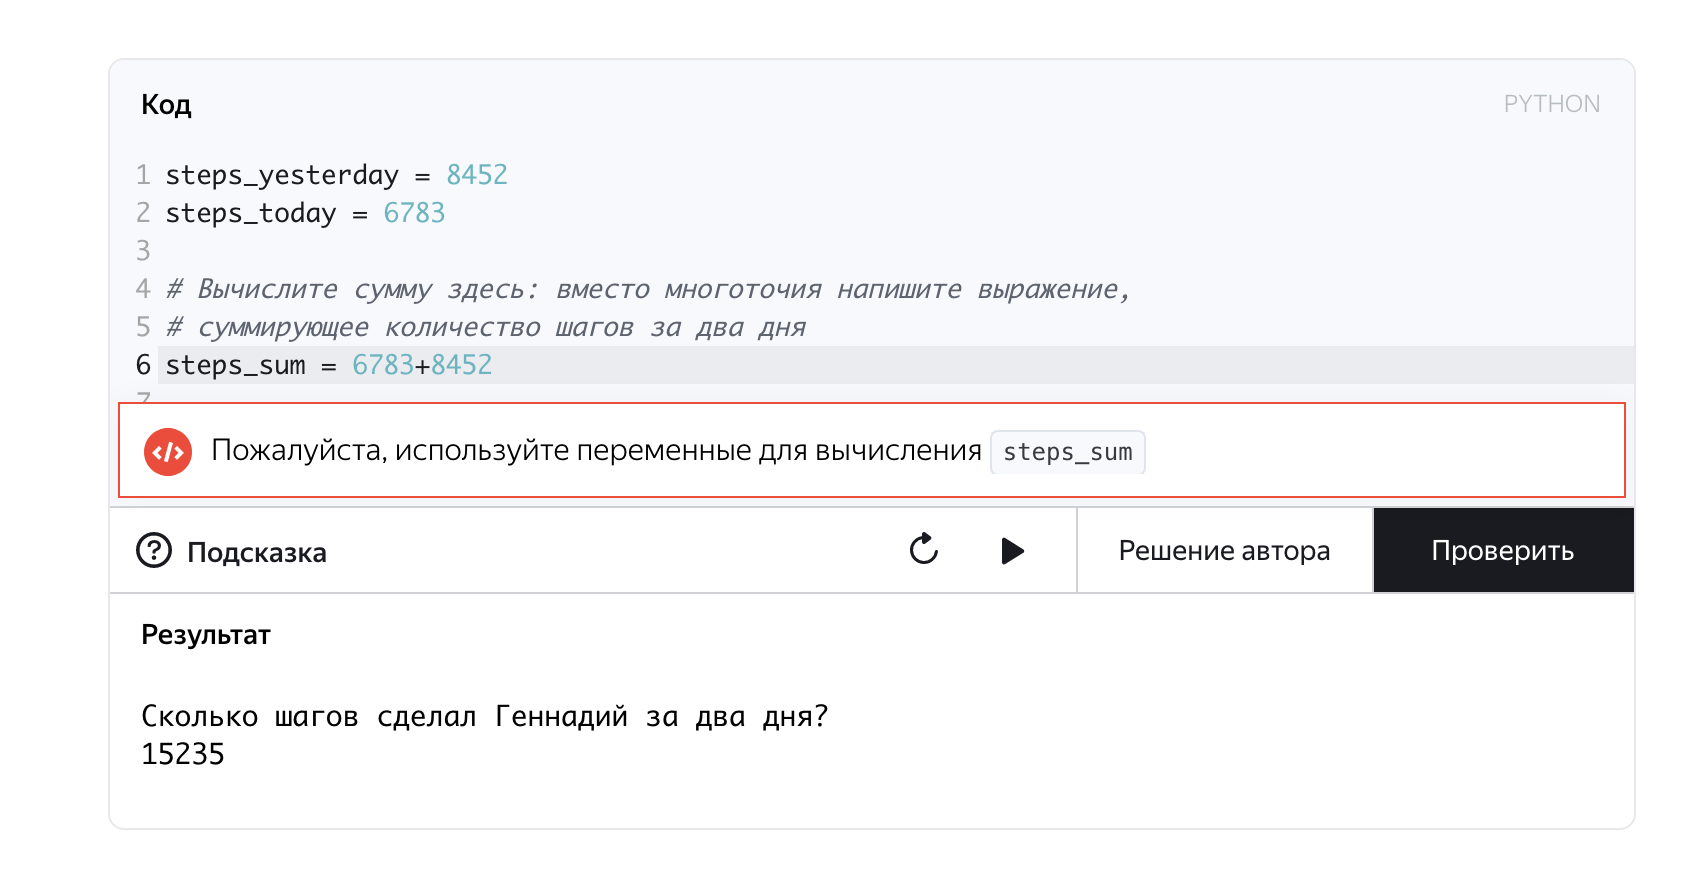 Код
PYTHON
1 steps_yesterday = 8452
2 steps_today = 6783
3
4 # Вычислите сумму здесь: вместо многоточия напишите выражение,
5 # суммирующее количество шагов за два дня
6 steps_sum = 6783+8452
7
Пожалуйста, используйте переменные для вычисления steps_sum
Подсказка
Решение автора
Проверить
Результат
Сколько шагов сделал Геннадий за два дня?
15235